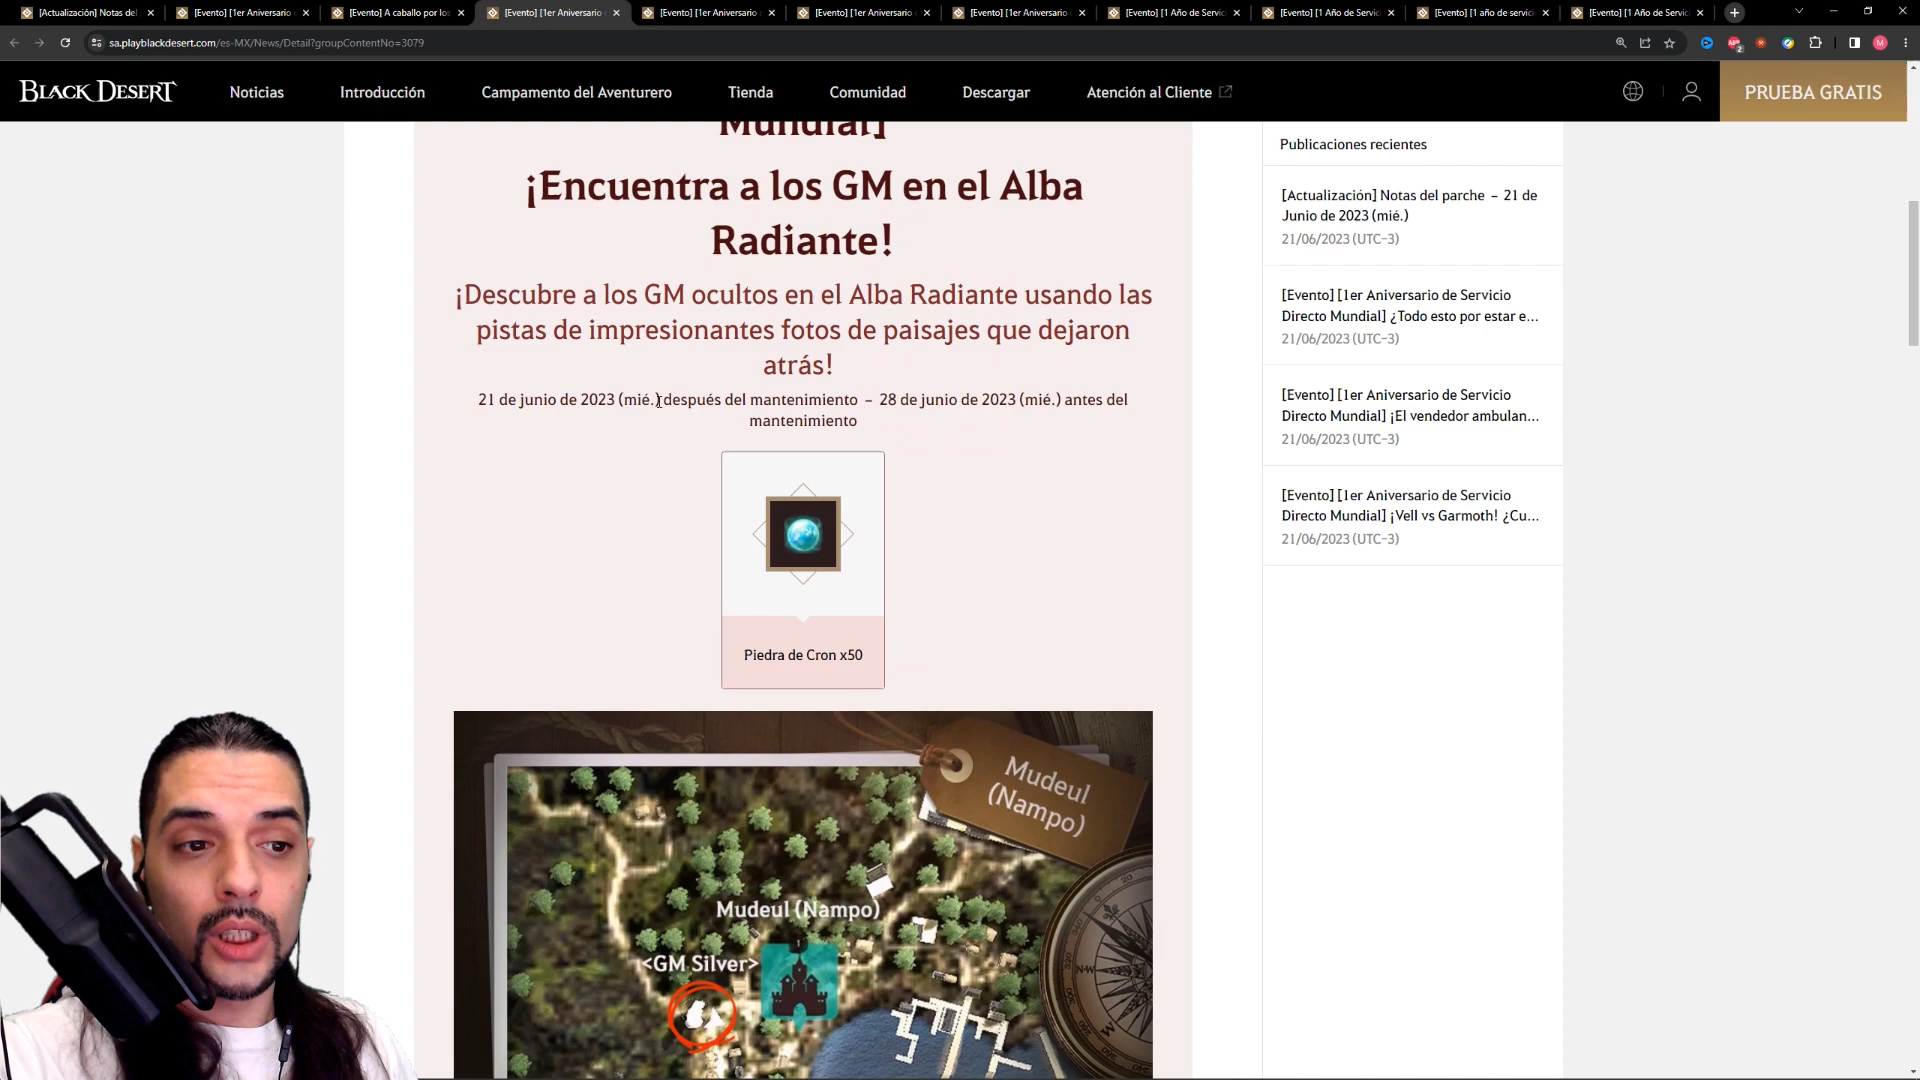 [Actualización] Notas del
[Evento] [1er Aniversario
[Evento] A caballo por los
[Evento] [1er Aniversario
[Evento] [1er Aniversario
[Evento] [1er Aniversario
[Evento] [1er Aniversario
[Evento] [1 Año de Servic
[Evento] [1 Año de Servic
[Evento] [1 año de servici
[Evento] [1 Año de Servic
sa.playblackdesert.com/es-MX/News/Detail?groupContentNo=3079
BLACK DESERT
Noticias
Introducción
Campamento del Aventurero
Tienda
Comunidad
Descargar
Atención al Cliente
PRUEBA GRATIS
Mundial]
¡Encuentra a los GM en el Alba
Radiante!
¡Descubre a los GM ocultos en el Alba Radiante usando las
pistas de impresionantes fotos de paisajes que dejaron
atrás!
21 de junio de 2023 (mié.) después del mantenimiento – 28 de junio de 2023 (mié.) antes del
mantenimiento
Piedra de Cron x50
Mudeul
(Nampo)
Mudeul (Nampo)
<GM Silver>
NW
W
Publicaciones recientes
[Actualización] Notas del parche – 21 de
Junio de 2023 (mié.)
21/06/2023 (UTC-3)
[Evento] [1er Aniversario de Servicio
Directo Mundial] ¿Todo esto por estar e...
21/06/2023 (UTC-3)
[Evento] [1er Aniversario de Servicio
Directo Mundial] ¡El vendedor ambulan...
21/06/2023 (UTC-3)
[Evento] [1er Aniversario de Servicio
Directo Mundial] ¡Vell vs Garmoth! ¿Cu...
21/06/2023 (UTC-3)